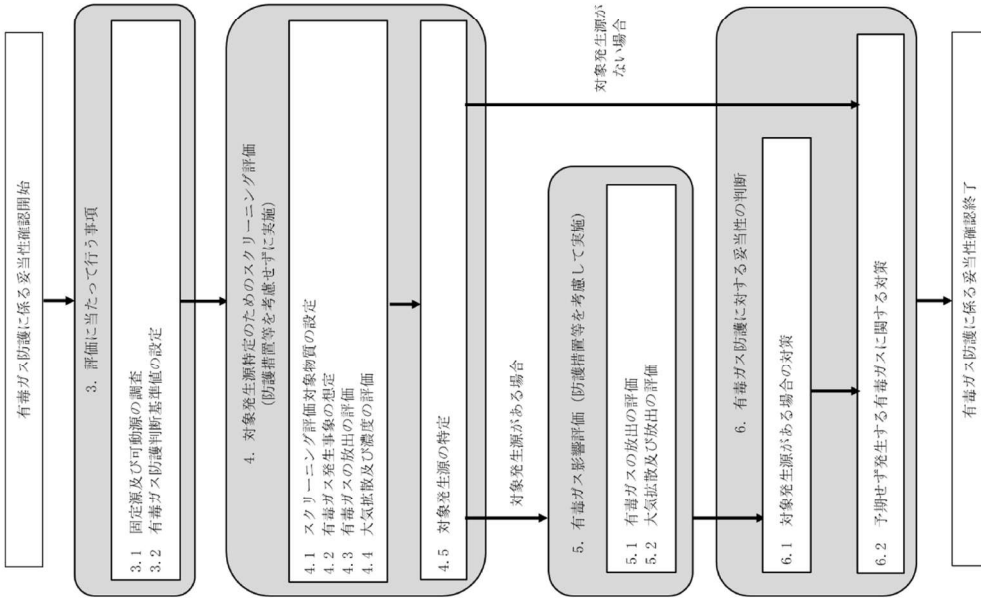 有毒ガス防護に係る妥当性確認開始
3. 評価に当たって行う事項
3.1 固定源及び可動源の調査
3.2 有毒ガス防護判断基準値の設定
4. 対象発生源特定のためのスクリーニング評価
(防護措置等を考慮せずに実施)
4.1 スクリーニング評価対象物質の設定
4.2 有毒ガス発生事象の想定
4.3 有毒ガスの放出の評価
4.4 大気拡散及び濃度の評価
4.5 対象発生源の特定
対象発生源がある場合
対象発生源が
ない場合
5. 有毒ガス影響評価(防護措置等を考慮して実施)
5.1 有毒ガスの放出の評価
5.2 大気拡散及び放出の評価
6. 有毒ガス防護に対する妥当性の判断
6.1 対象発生源がある場合の対策
6.2 予期せず発生する有毒ガスに関する対策
有毒ガス防護に係る妥当性確認終了